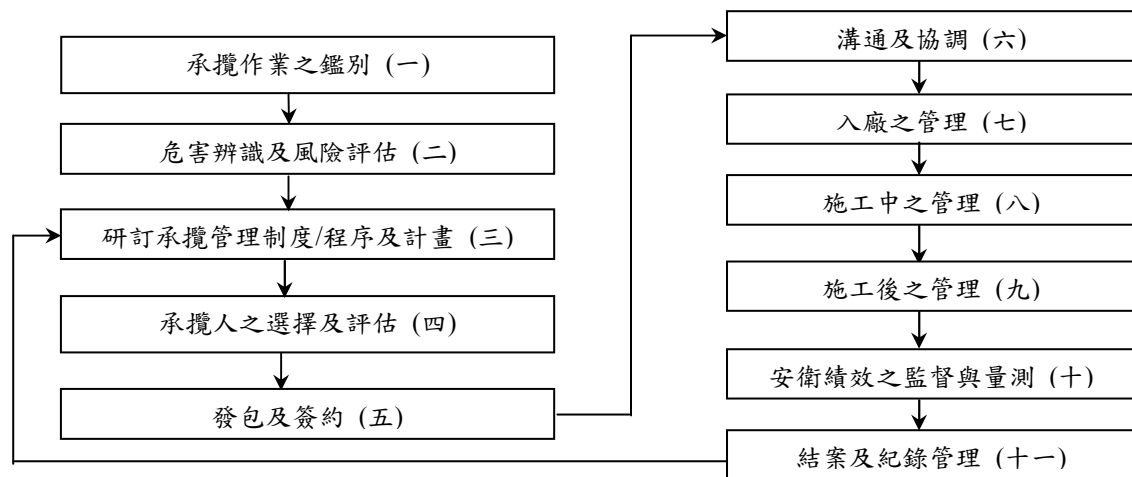 承攬作業之鑑別 (一)
危害辨識及風險評估 (二)
研訂承攬管理制度/程序及計畫 (三)
承攬人之選擇及評估 (四)
發包及簽約 (五)
溝通及協調 (六)
入廠之管理 (七)
施工中之管理 (八)
施工後之管理 (九)
安衛績效之監督與量測 (十)
結案及紀錄管理 (十一)